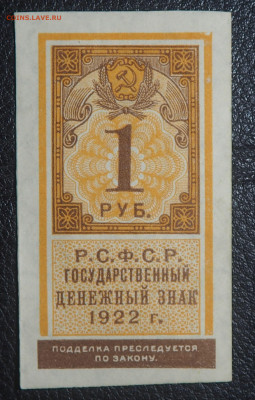 COINS.LAVE.RU
1
РУБ.
Р.С.Ф.С.Р.
ГОСУДАРСТВЕННЫЙ
ДЕНЕЖНЫЙ ЗНАК
1922 г.
ПОДДЕЛКА ПРЕСЛЕДУЕТСЯ
ПО ЗАКОНУ.